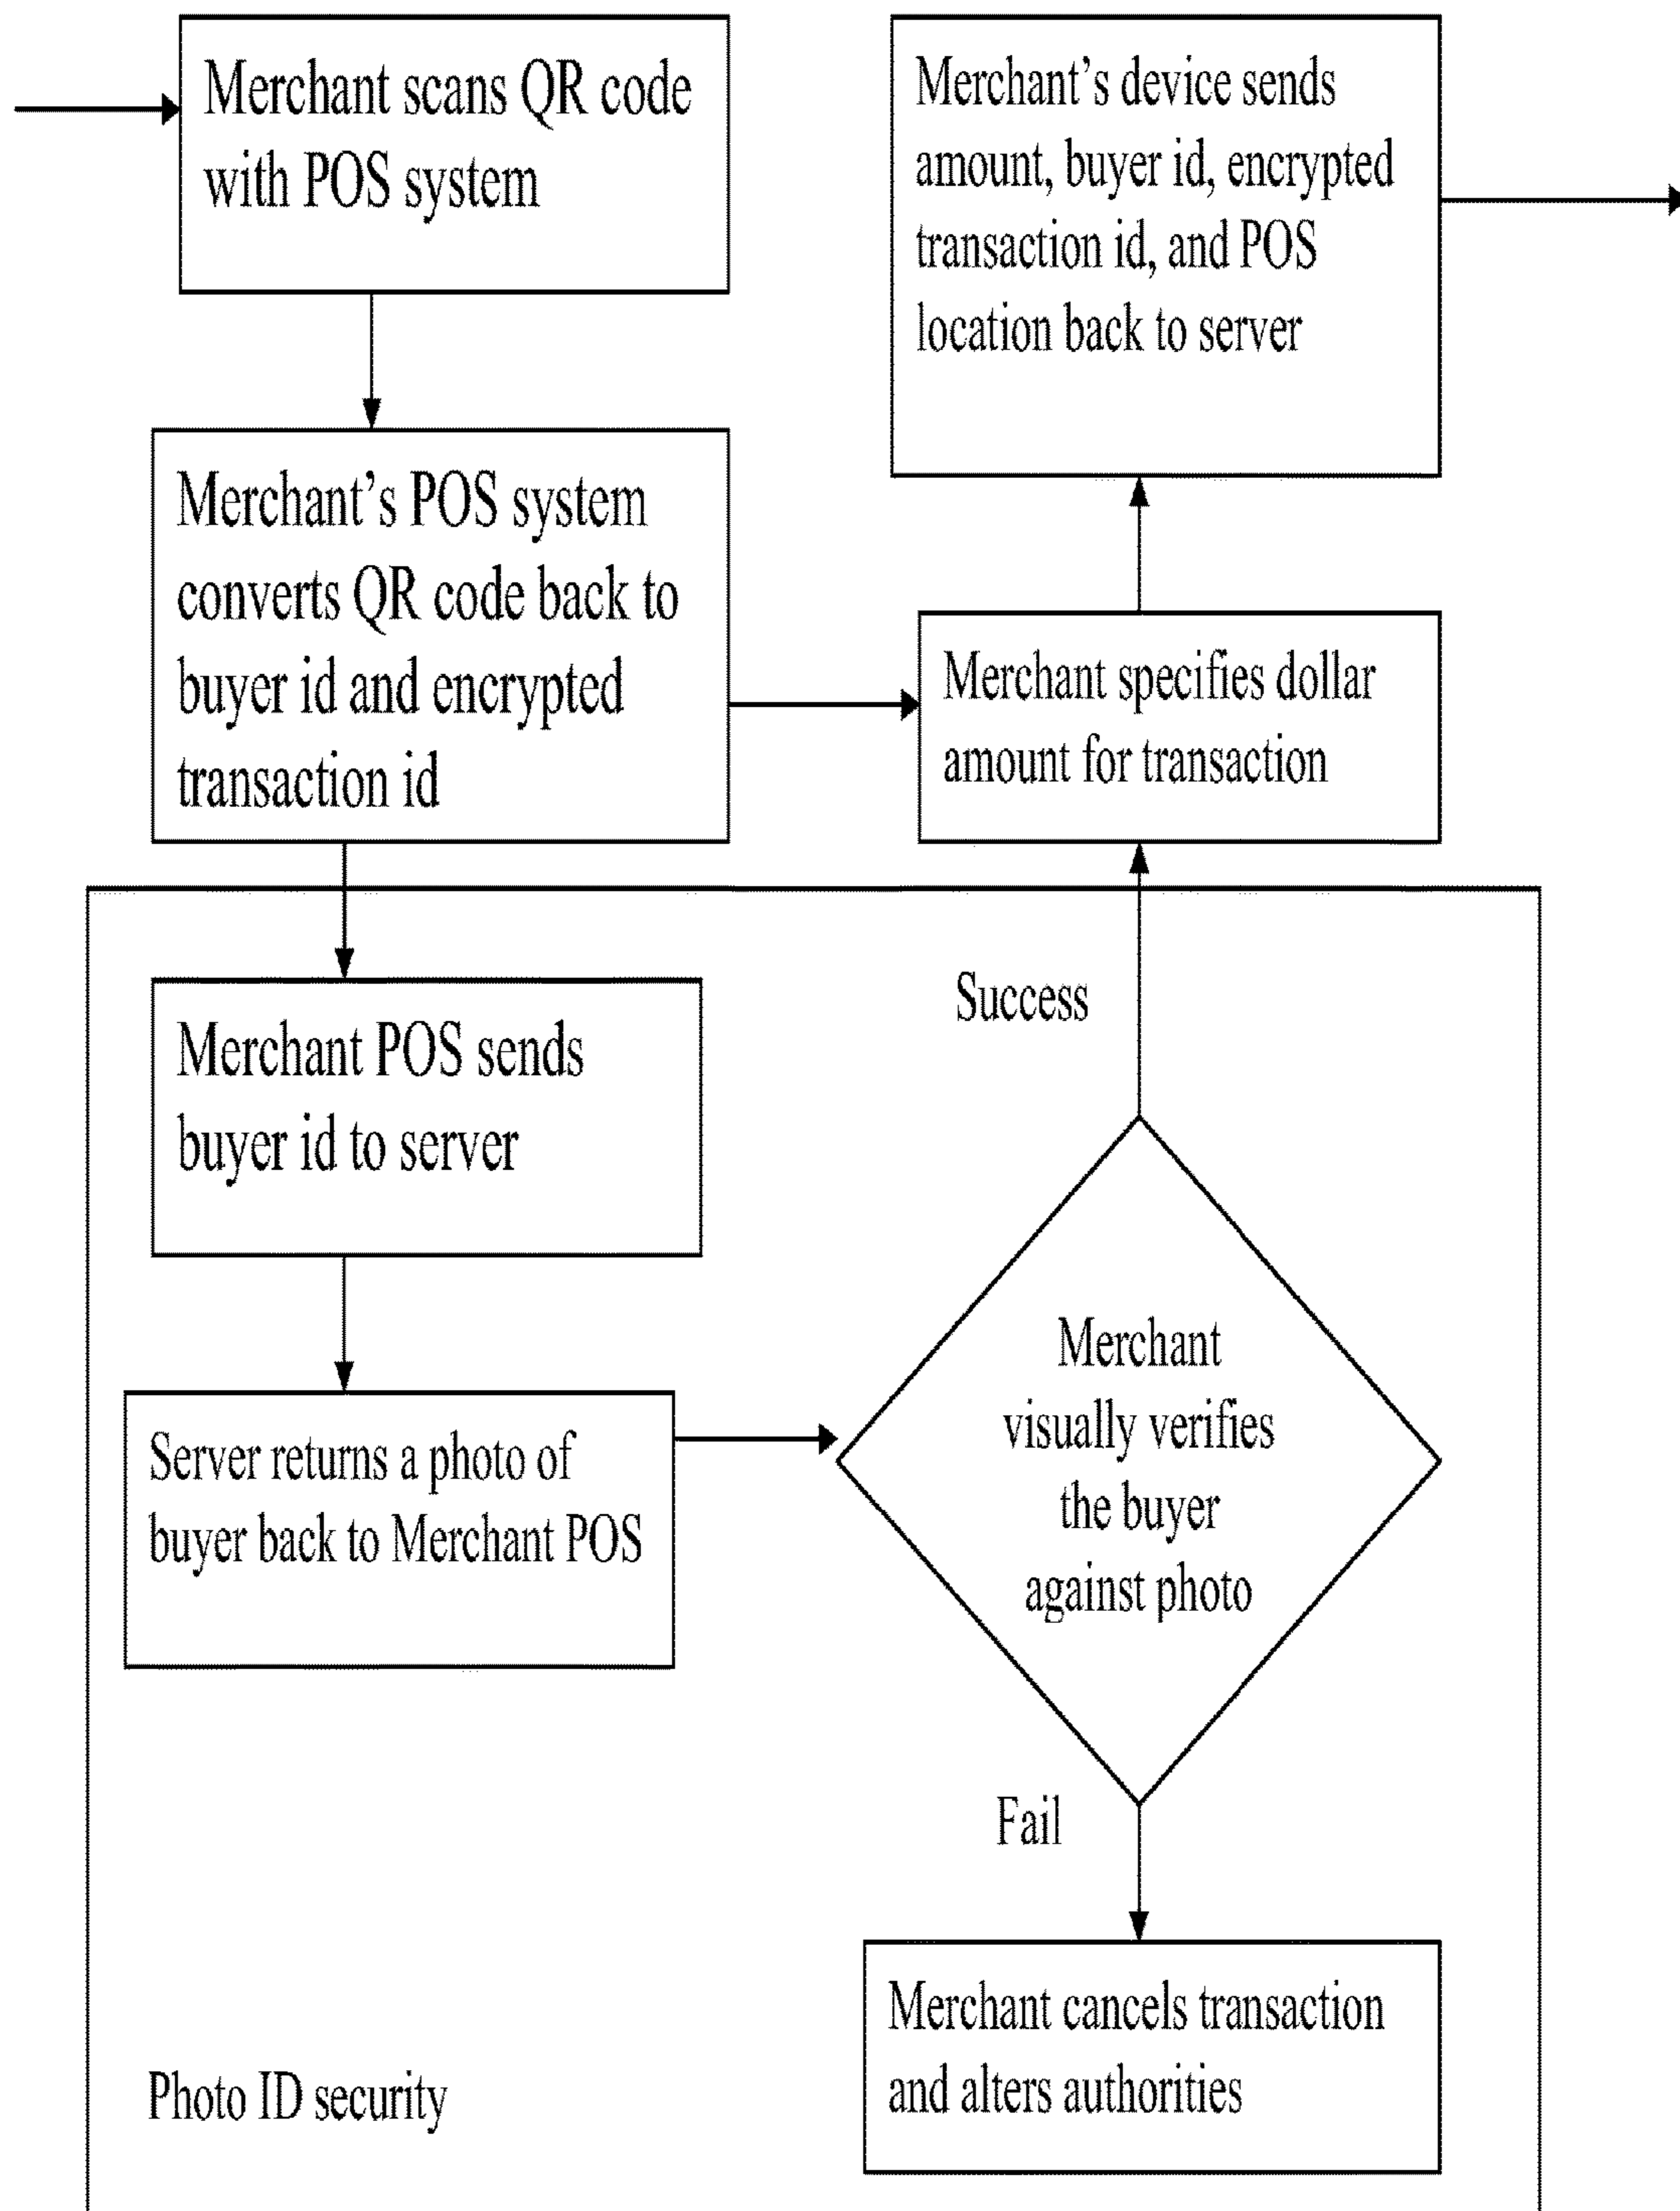 Merchant scans QR code
with POS system
Merchant's POS system
converts QR code back to
buyer id and encrypted
transaction id
Merchant's device sends
amount, buyer id, encrypted
transaction id, and POS
location back to server
Merchant specifies dollar
amount for transaction
Merchant POS sends
buyer id to server
Server returns a photo of
buyer back to Merchant POS
Success
Merchant
visually verifies
the buyer
against photo
Fail
Merchant cancels transaction
and alters authorities
Photo ID security